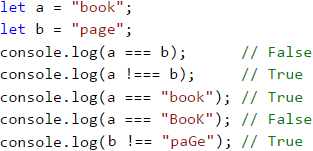 let a = "book";
let b = "page";
console.log(a === b);       // False
console.log(a !=== b);      // True
console.log(a === "book"); // True
console.log(a === "BooK"); // False
console.log(b !== "paGe"); // True